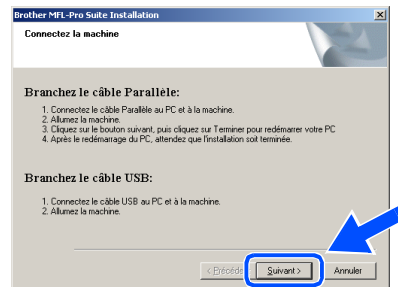 Brother MFL-Pro Suite Installation
Connectez la machine
Branchez le câble Parallèle:
1. Connectez le câble Parallèle au PC et à la machine.
2. Allumez la machine.
3. Cliquez sur le bouton suivant, puis cliquez sur Terminer pour redémarrer votre PC
4. Après le redémarrage du PC, attendez que l'installation soit terminée.
Branchez le câble USB:
1. Connectez le câble USB au PC et à la machine.
2. Allumez la machine.
Suivant > Annuler